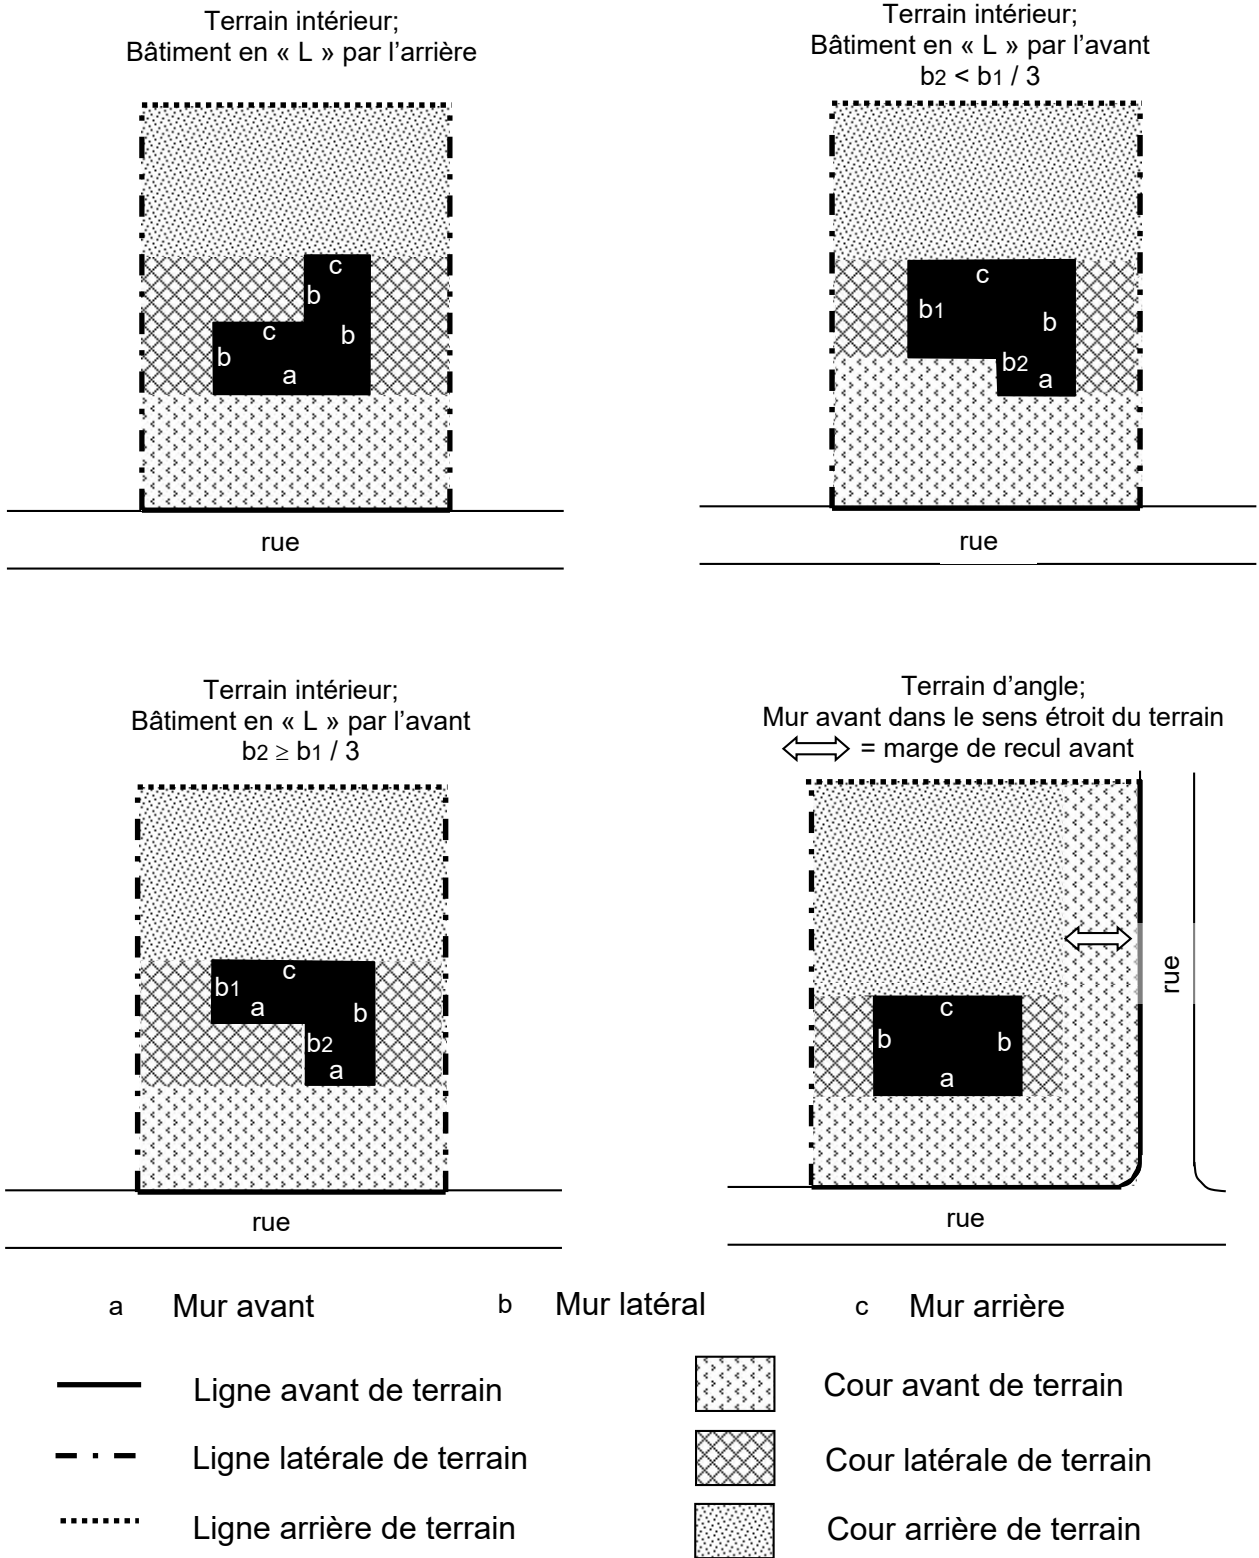 Terrain intérieur;
Bâtiment en « L » par l’arrière
c
b
c
b
b
a
rue
Terrain intérieur;
Bâtiment en « L » par l’avant
b2 < b1 / 3
c
b1
b
b2
a
rue
Terrain intérieur;
Bâtiment en « L » par l’avant
b2 ≥ b1 / 3
c
b1
a
b
b2
a
rue
Terrain d’angle;
Mur avant dans le sens étroit du terrain
= marge de recul avant
rue
c
b
b
a
rue
a Mur avant
b Mur latéral
c Mur arrière
Ligne avant de terrain
Cour avant de terrain
Ligne latérale de terrain
Cour latérale de terrain
Ligne arrière de terrain
Cour arrière de terrain